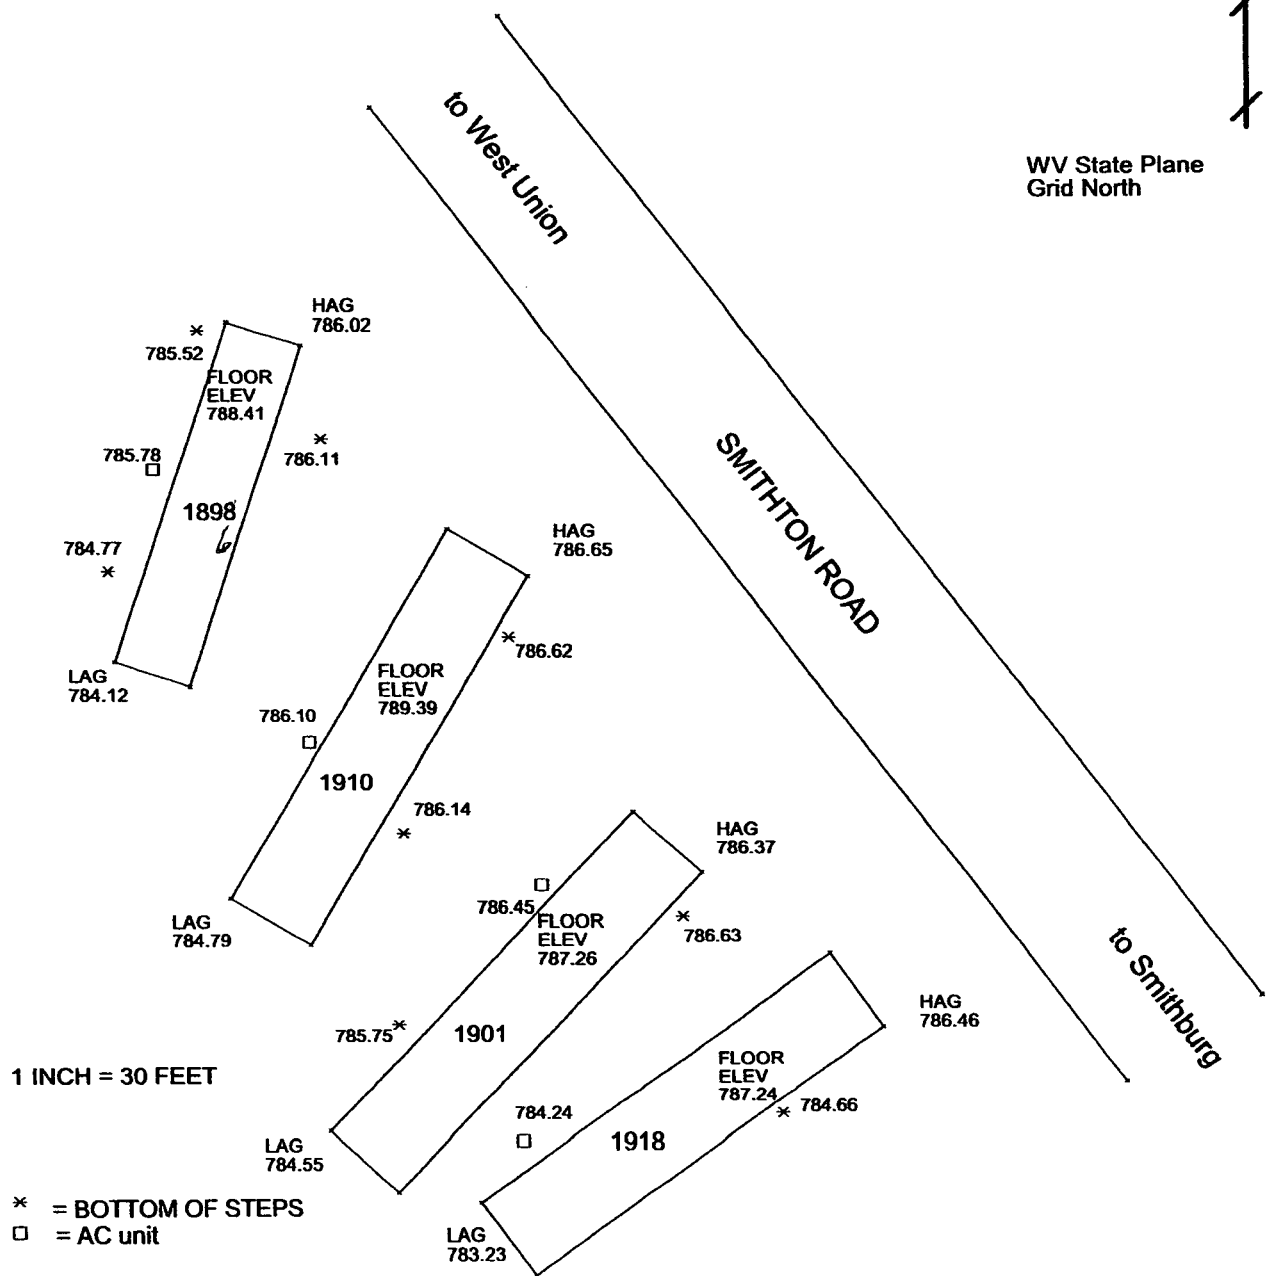 to West Union
WV State Plane
Grid North
HAG
786.02
785.52
FLOOR
ELEV
788.41
785.78
786.11
1898
6
784.77
LAG
784.12
HAG
786.65
786.62
FLOOR
ELEV
789.39
786.10
1910
786.14
LAG
784.79
SMITHTON ROAD
HAG
786.37
786.45
FLOOR
ELEV
787.26
786.63
785.75
1901
LAG
784.55
to Smithburg
HAG
786.46
FLOOR
ELEV
787.24
784.66
784.24
1918
LAG
783.23
1 INCH = 30 FEET
* = BOTTOM OF STEPS
□ = AC unit